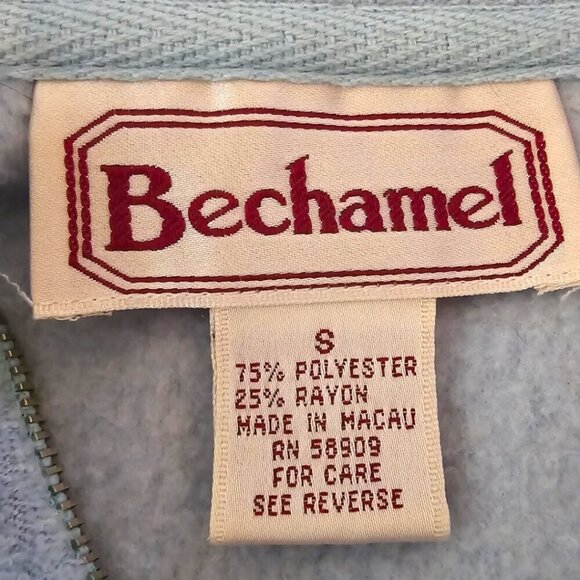 Bechamel
S
75% POLYESTER
25% RAYON
MADE IN MACAU
RN 58909
FOR CARE
SEE REVERSE